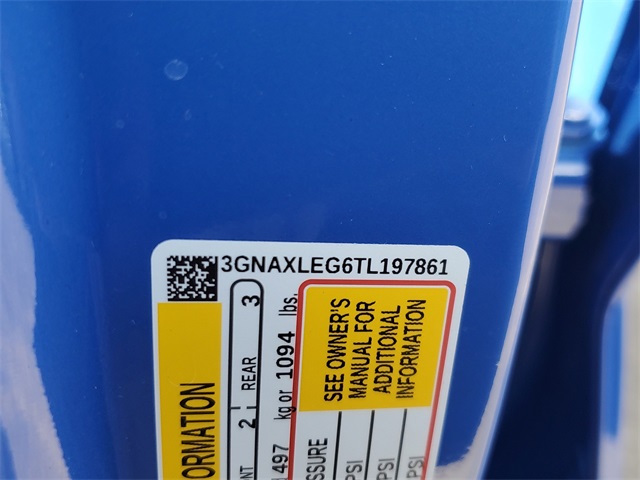 3GNAXLEG6TL197861
ORMATION
NT 2 REAR 3
497 kg or 1094 lbs.
SEE OWNER'S
MANUAL FOR
ADDITIONAL
INFORMATION
SSURE
PSI
PSI
PSI